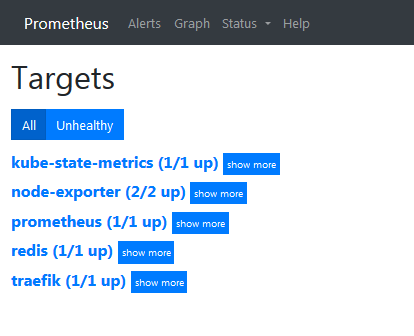 Prometheus Alerts Graph Status Help
Targets
All Unhealthy
kube-state-metrics (1/1 up) show more
node-exporter (2/2 up) show more
prometheus (1/1 up) show more
redis (1/1 up) show more
traefik (1/1 up) show more